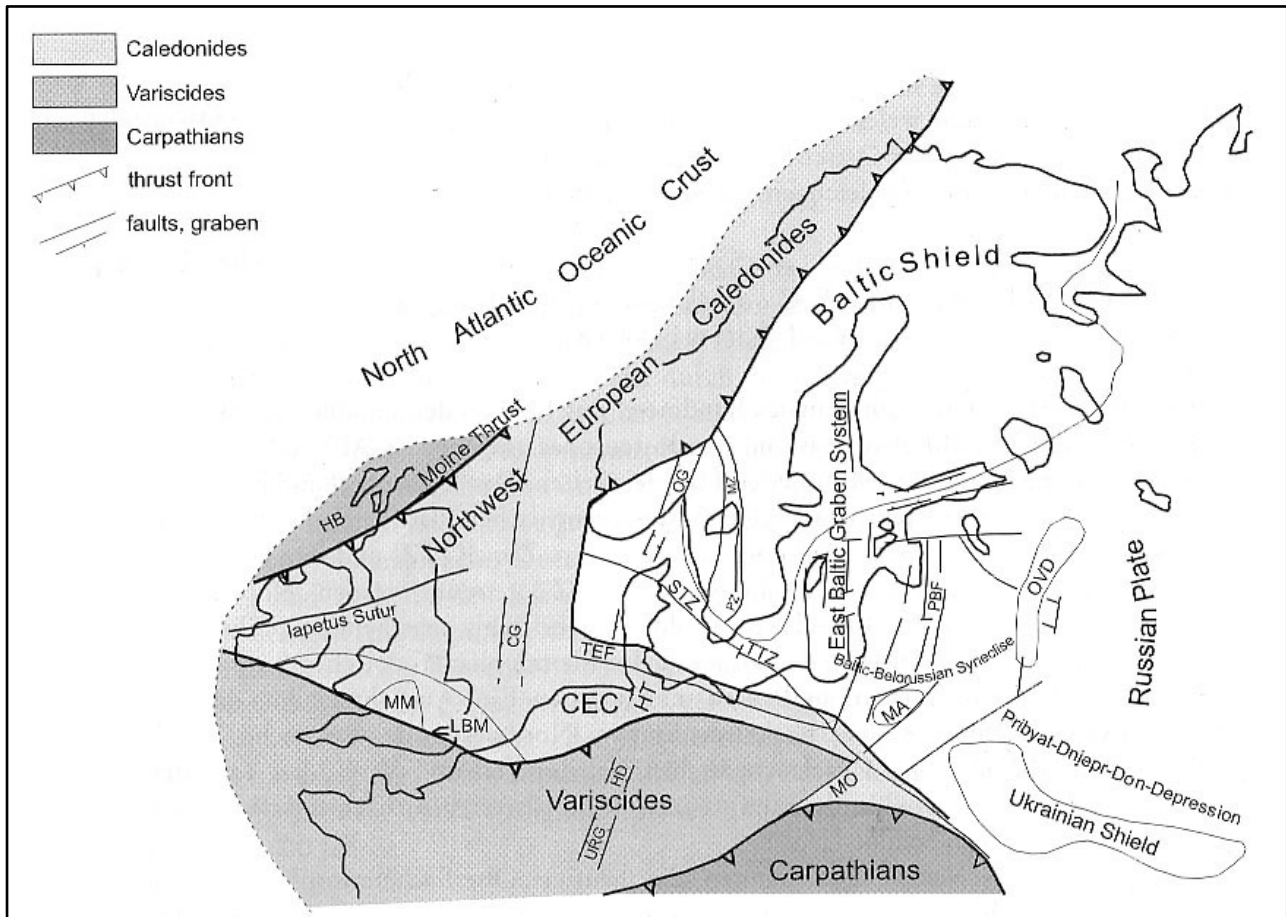 Caledonides
Variscides
Carpathians
thrust front
faults, graben
North Atlantic Oceanic Crust
Northwest European Caledonides
Baltic Shield
Moine Thrust
HB
Iapetus Sutur
CG
OG
MZ
PZ
STZ
TTZ
TEF
HT
East Baltic Graben System
PBF
OVD
Russian Plate
Baltic-Belorussian Syneclise
MM
LBM
CEC
MA
Pribyal-Dnjepr-Don-Depression
Ukrainian Shield
HD
Variscides
URG
MO
Carpathians